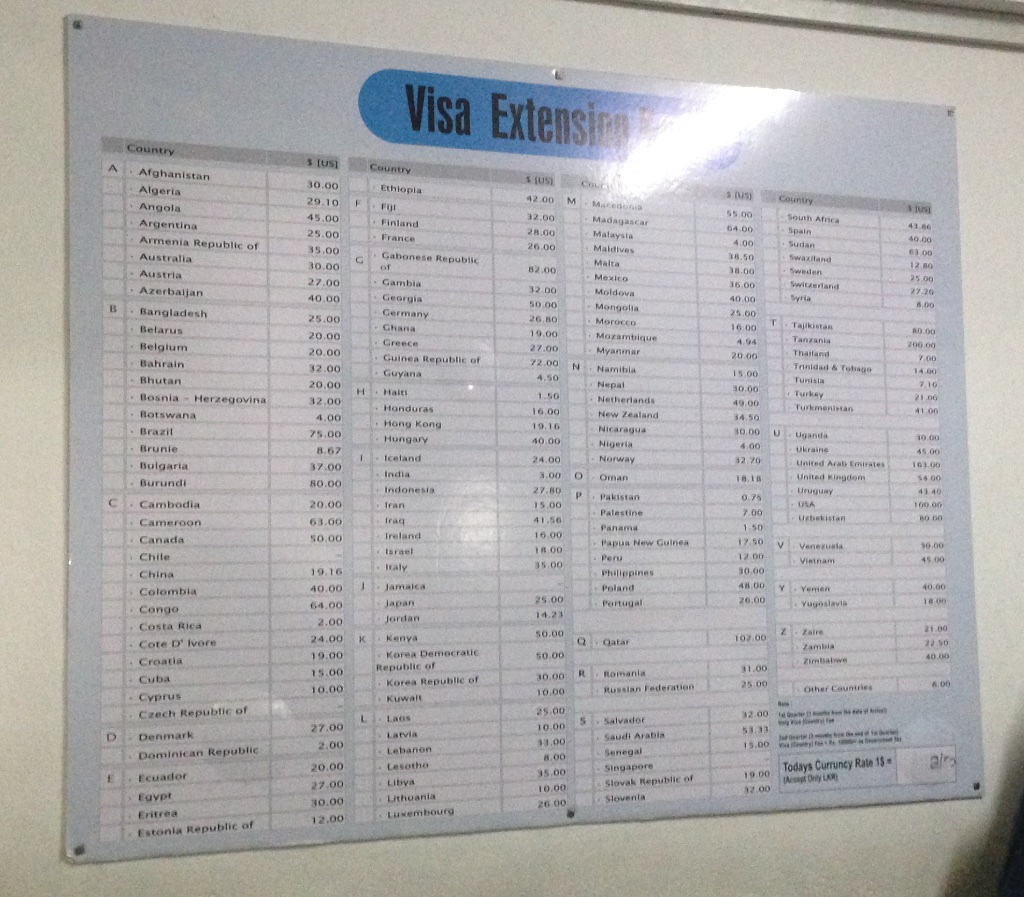 Visa Extension
Country $ [US]
A · Afghanistan 30.00
· Algeria 29.10
· Angola 45.00
· Argentina 25.00
· Armenia Republic of 35.00
· Australia 30.00
· Austria 27.00
· Azerbaijan 40.00
B · Bangladesh 25.00
· Belarus 20.00
· Belgium 20.00
· Bahrain 32.00
· Bhutan 20.00
· Bosnia – Herzegovina 32.00
· Botswana 4.00
· Brazil 75.00
· Brunie 8.67
· Bulgaria 37.00
· Burundi 80.00
C · Cambodia 20.00
· Cameroon 63.00
· Canada 50.00
· Chile –
· China 19.16
· Colombia 40.00
· Congo 64.00
· Costa Rica 2.00
· Cote D' Ivore 24.00
· Croatia 19.00
· Cuba 15.00
· Cyprus 10.00
· Czech Republic of –
D · Denmark 27.00
· Dominican Republic 2.00
E · Ecuador 20.00
· Egypt 27.00
· Eritrea 30.00
· Estonia Republic of 12.00
Country $ [US]
· Ethiopia 42.00
F · Fiji 32.00
· Finland 28.00
· France 26.00
G · Gabonese Republic
of 82.00
· Gambia 32.00
· Georgia 50.00
· Germany 26.80
· Ghana 19.00
· Greece 27.00
· Guinea Republic of 72.00
· Guyana 4.50
H · Haiti 1.50
· Honduras 16.00
· Hong Kong 19.16
· Hungary 40.00
I · Iceland 24.00
· India 3.00
· Indonesia 27.80
· Iran 15.00
· Iraq 41.56
· Ireland 16.00
· Israel 18.00
· Italy 35.00
J · Jamaica –
· Japan 25.00
· Jordan 14.23
K · Kenya 50.00
· Korea Democratic
Republic of 50.00
· Korea Republic of 30.00
· Kuwait 10.00
L · Laos 25.00
· Latvia 10.00
· Lebanon 33.00
· Lesotho 8.00
· Libya 35.00
· Lithuania 10.00
· Luxembourg 26.00
Country $ [US]
M · Macedonia 55.00
· Madagascar 64.00
· Malaysia 4.00
· Maldives 38.50
· Malta 38.00
· Mexico 36.00
· Moldova 40.00
· Mongolia 25.00
· Morocco 16.00
· Mozambique 4.94
· Myanmar 20.00
N · Namibia 15.00
· Nepal 30.00
· Netherlands 49.00
· New Zealand 34.50
· Nicaragua 30.00
· Nigeria 4.00
· Norway 32.70
O · Oman 18.18
P · Pakistan 0.75
· Palestine 7.00
· Panama 1.50
· Papua New Guinea 17.50
· Peru 12.00
· Philippines 30.00
· Poland 48.00
· Portugal 26.00
Q · Qatar 102.00
R · Romania 31.00
· Russian Federation 25.00
S · Salvador 32.00
· Saudi Arabia 53.33
· Senegal 15.00
· Singapore –
· Slovak Republic of 19.00
· Slovenia 32.00
Country $ [US]
· South Africa 43.86
· Spain 40.00
· Sudan 63.00
· Swaziland 12.80
· Sweden 25.00
· Switzerland 27.20
· Syria 8.00
T · Tajikistan 80.00
· Tanzania 200.00
· Thailand 7.00
· Trinidad & Tobago 14.00
· Tunisia 7.10
· Turkey 21.00
· Turkmenistan 41.00
U · Uganda 30.00
· Ukraine 45.00
· United Arab Emirates 163.00
· United Kingdom 54.00
· Uruguay 43.40
· USA 100.00
· Uzbekistan 80.00
V · Venezuela 30.00
· Vietnam 45.00
Y · Yemen 40.00
· Yugoslavia 18.00
Z · Zaire 21.00
· Zambia 22.50
· Zimbabwe 40.00
· Other Countries 6.00
Todays Curruncy Rate 1$ =
(Accept Only LKR)